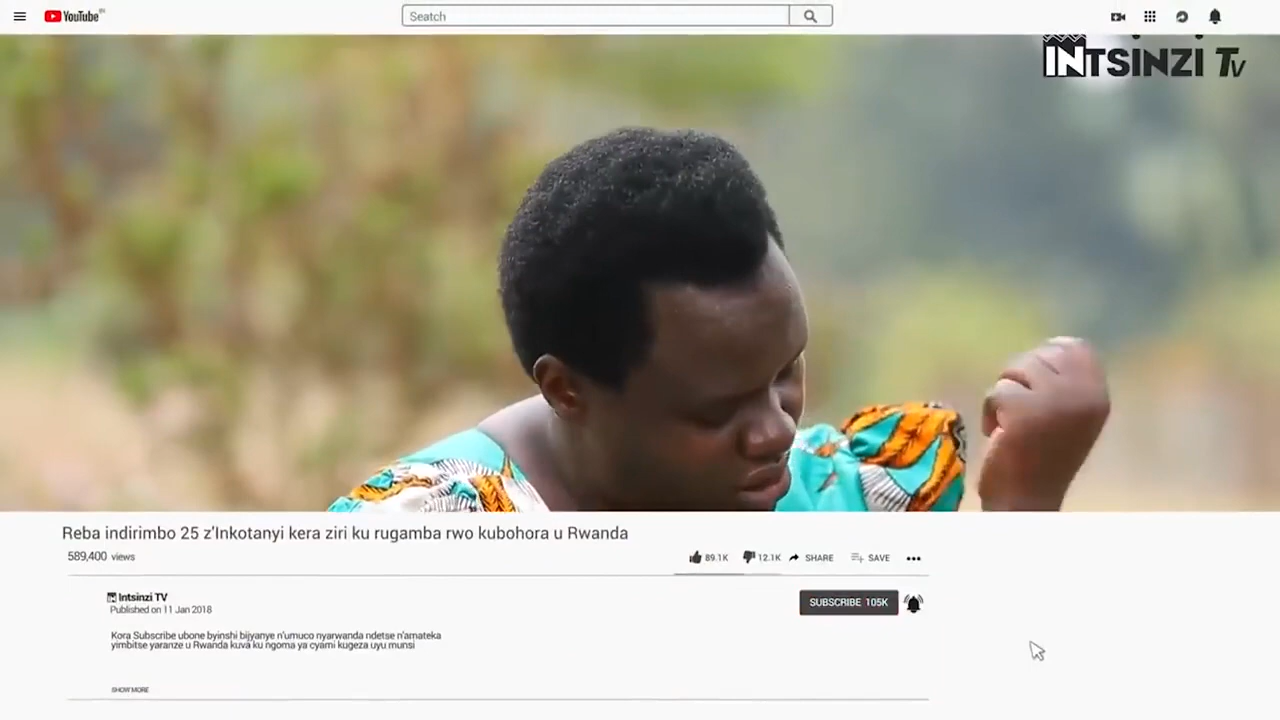 YouTube
Seatch
INTSINZI Tv
Reba indirimbo 25 z'Inkotanyi kera ziri ku rugamba rwo kubohora u Rwanda
589,400 views
89.1K
12.1K
SHARE
SAVE
Intsinzi TV
Published on 11 Jan 2018
SUBSCRIBE 105K
Kora Subscribe ubone byinshi bijyanye n'umuco nyarwanda ndetse n'amateka
yimbitse yaranze u Rwanda kuva ku ngoma ya cyami kugeza uyu munsi
SHOW MORE